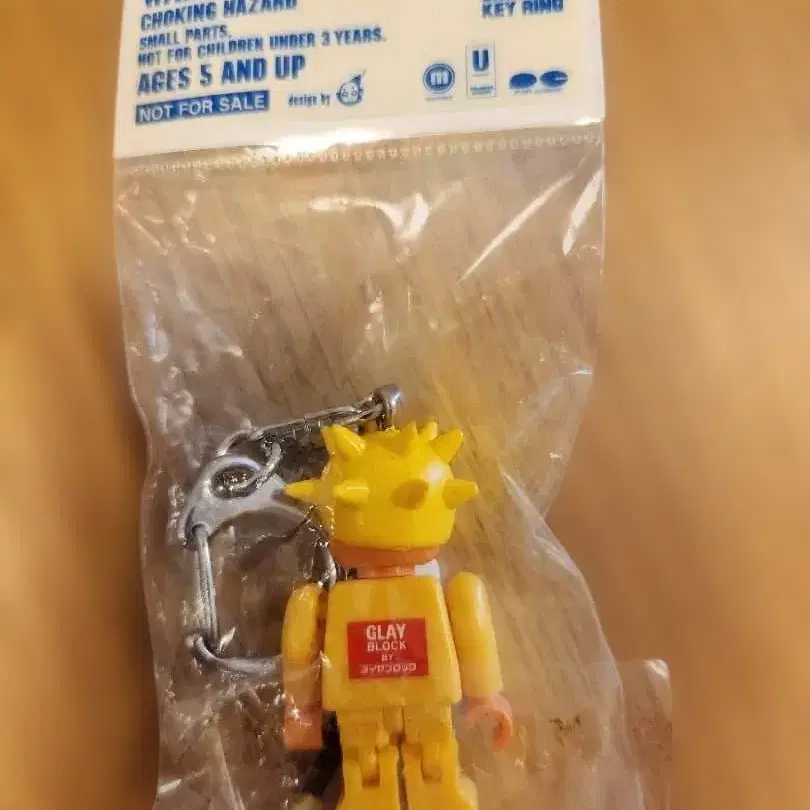 CHOKING HAZARD
SMALL PARTS.
NOT FOR CHILDREN UNDER 3 YEARS.
AGES 5 AND UP
NOT FOR SALE
design by
KEY RING
m
U
GLAY
BLOCK
BY